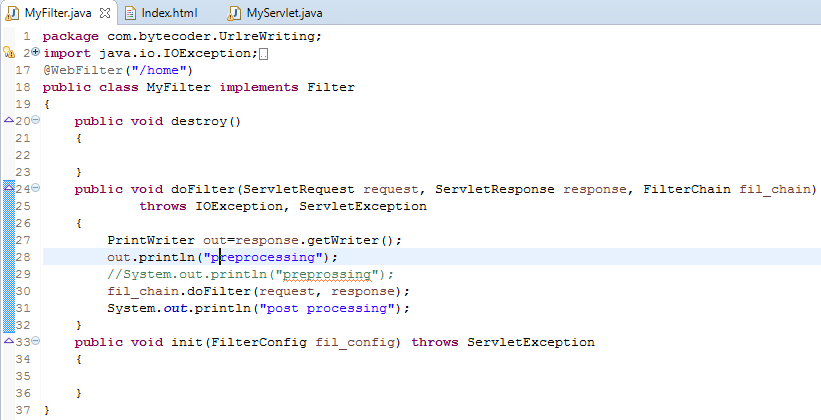 MyFilter.java Index.html MyServlet.java
1 package com.bytecoder.UrlreWriting;
2 import java.io.IOException;
17 @WebFilter("/home")
18 public class MyFilter implements Filter
19 {
20     public void destroy()
21     {
22
23     }
24     public void doFilter(ServletRequest request, ServletResponse response, FilterChain fil_chain)
25             throws IOException, ServletException
26     {
27         PrintWriter out=response.getWriter();
28         out.println("preprocessing");
29         //System.out.println("preprossing");
30         fil_chain.doFilter(request, response);
31         System.out.println("post processing");
32     }
33     public void init(FilterConfig fil_config) throws ServletException
34     {
35
36     }
37 }